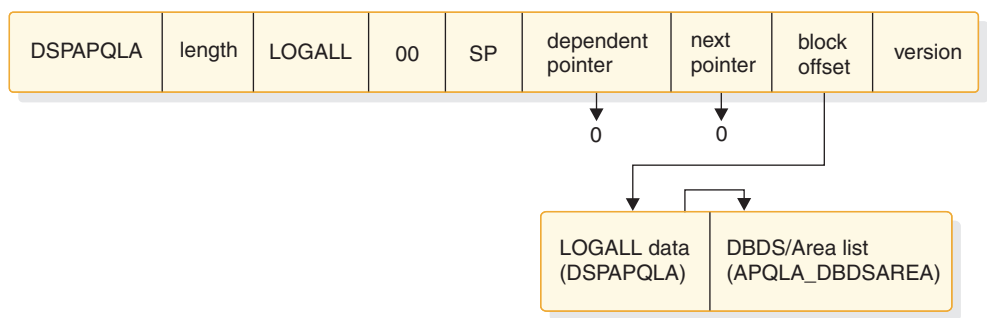 DSPAPQLA
length
LOGALL
00
SP
dependent
pointer
next
pointer
block
offset
version
0
0
LOGALL data
(DSPAPQLA)
DBDS/Area list
(APQLA_DBDSAREA)